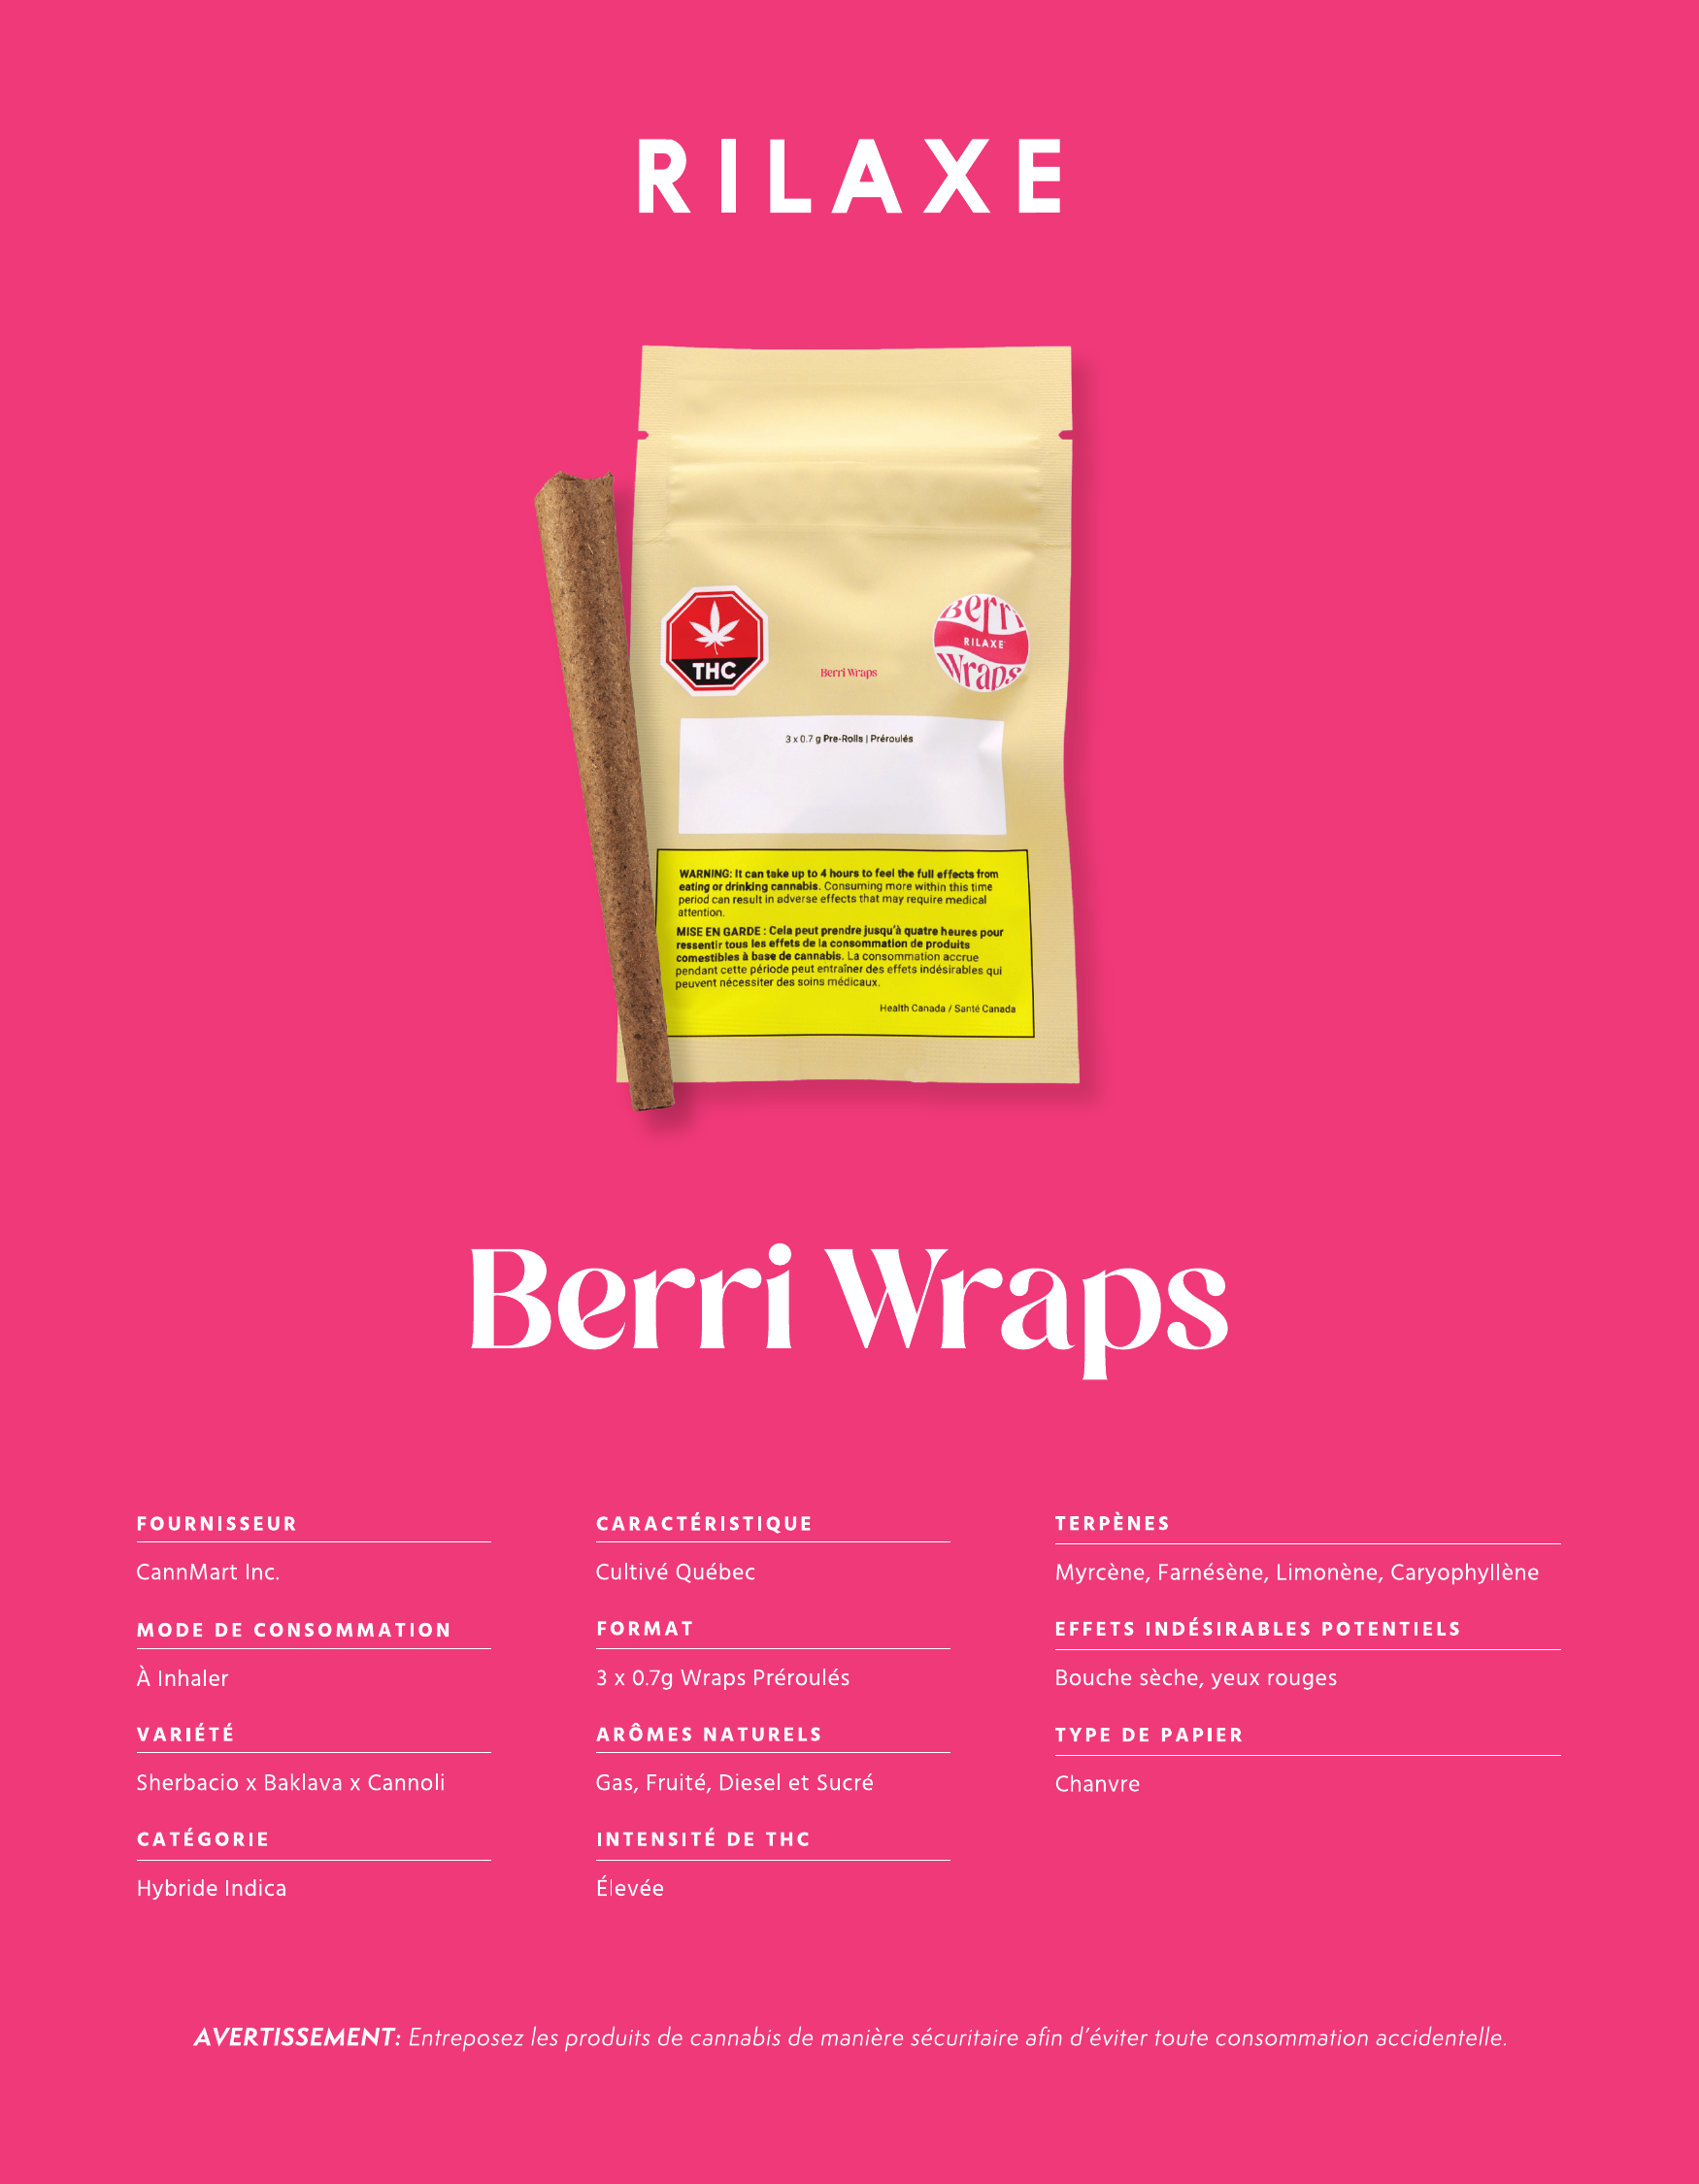 RILAXE
THC
Berri Wraps
Berri
RILAXE
Wraps
3 x 0.7 g Pre-Rolls | Préroulés
WARNING: It can take up to 4 hours to feel the full effects from
eating or drinking cannabis. Consuming more within this time
period can result in adverse effects that may require medical
attention.
MISE EN GARDE : Cela peut prendre jusqu'à quatre heures pour
ressentir tous les effets de la consommation de produits
comestibles à base de cannabis. La consommation accrue
pendant cette période peut entraîner des effets indésirables qui
peuvent nécessiter des soins médicaux.
Health Canada / Santé Canada
Berri Wraps
FOURNISSEUR
CannMart Inc.
MODE DE CONSOMMATION
À Inhaler
VARIÉTÉ
Sherbacio x Baklava x Cannoli
CATÉGORIE
Hybride Indica
CARACTÉRISTIQUE
Cultivé Québec
FORMAT
3 x 0.7g Wraps Préroulés
ARÔMES NATURELS
Gas, Fruité, Diesel et Sucré
INTENSITÉ DE THC
Élevée
TERPÈNES
Myrcène, Farnésène, Limonène, Caryophyllène
EFFETS INDÉSIRABLES POTENTIELS
Bouche sèche, yeux rouges
TYPE DE PAPIER
Chanvre
AVERTISSEMENT: Entreposez les produits de cannabis de manière sécuritaire afin d'éviter toute consommation accidentelle.